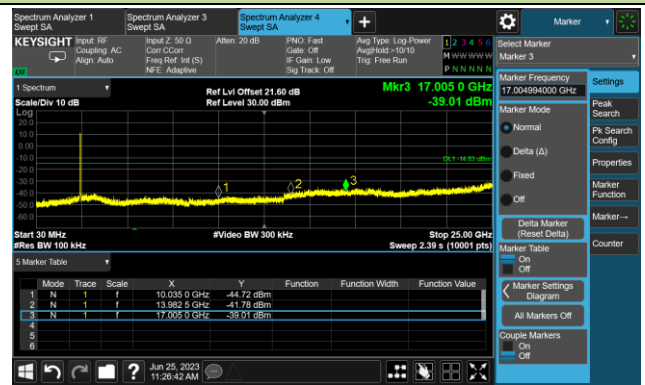 Spectrum Analyzer 1
Swept SA
Spectrum Analyzer 3
Swept SA
Spectrum Analyzer 4
Swept SA
Marker
KEYSIGHT
Input: RF
Coupling: AC
Align: Auto
Input Z: 50 Ω
Corr CCorr
Freq Ref: Int (S)
NFE: Adaptive
Atten: 20 dB
PNO: Fast
Gate: Off
IF Gain: Low
Sig Track: Off
Avg Type: Log-Power
Avg|Hold:>10/10
Trig: Free Run
1 2 3 4 5 6
M W W W W W
P N N N N N
LW
Select Marker
Marker 3
1 Spectrum
Scale/Div 10 dB
Ref Lvl Offset 21.60 dB
Ref Level 30.00 dBm
Mkr3 17.005 0 GHz
-39.01 dBm
Log
20.0
10.0
0.00
-10.0
-20.0
-30.0
-40.0
-50.0
-60.0
DL1 -14.83 dBm
1
2
3
Start 30 MHz
#Res BW 100 kHz
#Video BW 300 kHz
Stop 25.00 GHz
Sweep 2.39 s (10001 pts)
5 Marker Table
Mode Trace Scale X Y Function Function Width Function Value
1 N 1 f 10.035 0 GHz -44.72 dBm
2 N 1 f 13.982 5 GHz -41.78 dBm
3 N 1 f 17.005 0 GHz -39.01 dBm
4
5
6
Marker Frequency
17.004994000 GHz
Marker Mode
Normal
Delta (Δ)
Fixed
Off
Delta Marker
(Reset Delta)
Marker Table
On
Off
Marker Settings
Diagram
All Markers Off
Couple Markers
On
Off
Settings
Peak
Search
Pk Search
Config
Properties
Marker
Function
Marker→
Counter
?
Jun 25, 2023
11:26:42 AM